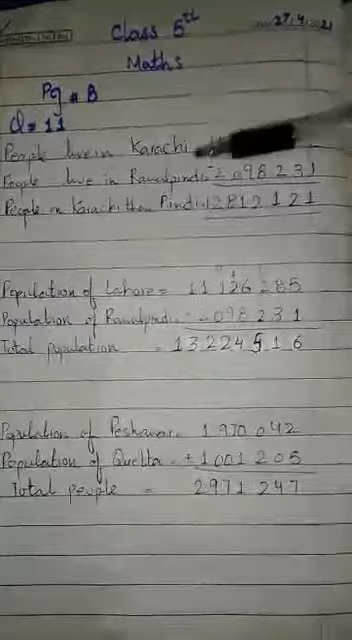 Class 5th
27/4/2021
Maths
Pg # 8
Q # 11
People live in Karachi
People live in Rawalpindi - 2098231
People in Karachi than Pindi 12812121
Population of Lahore = 11126285
Population of Rawalpindi 2098231
Total population = 13224516
Population of Peshawar = 1970042
Population of Quetta = +1001205
Total people = 2971247